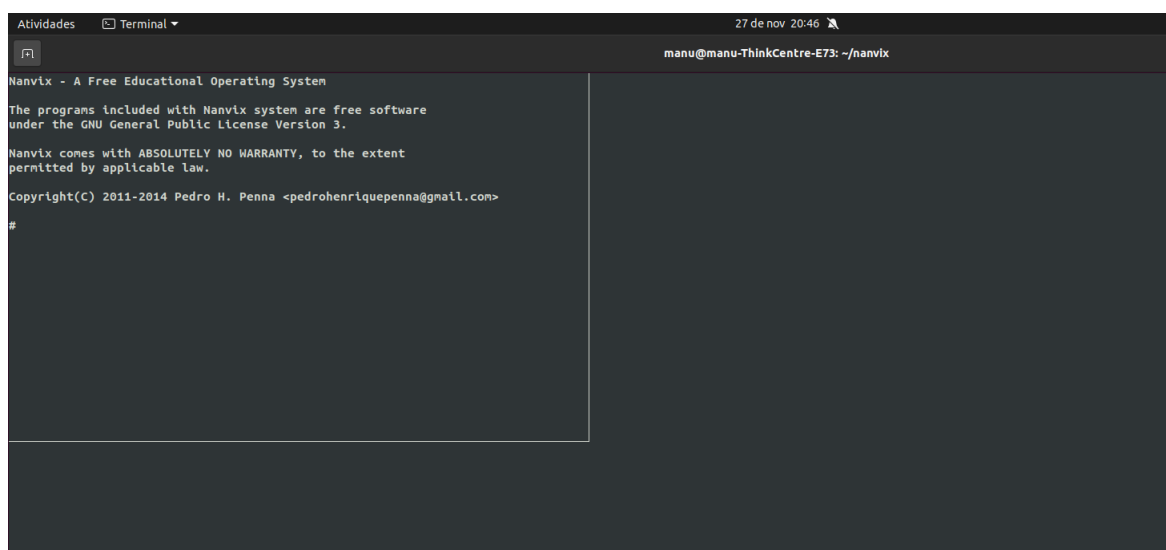 Atividades Terminal 27 de nov 20:46
manu@manu-ThinkCentre-E73: ~/nanvix
Nanvix - A Free Educational Operating System
The programs included with Nanvix system are free software
under the GNU General Public License Version 3.
Nanvix comes with ABSOLUTELY NO WARRANTY, to the extent
permitted by applicable law.
Copyright(C) 2011-2014 Pedro H. Penna <pedrohenriquepenna@gmail.com>
#